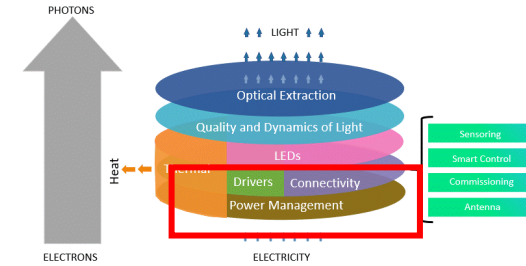 PHOTONS
LIGHT
Optical Extraction
Quality and Dynamics of Light
LEDs
Thermal
Heat
Drivers
Connectivity
Power Management
Sensoring
Smart Control
Commissioning
Antenna
ELECTRONS
ELECTRICITY